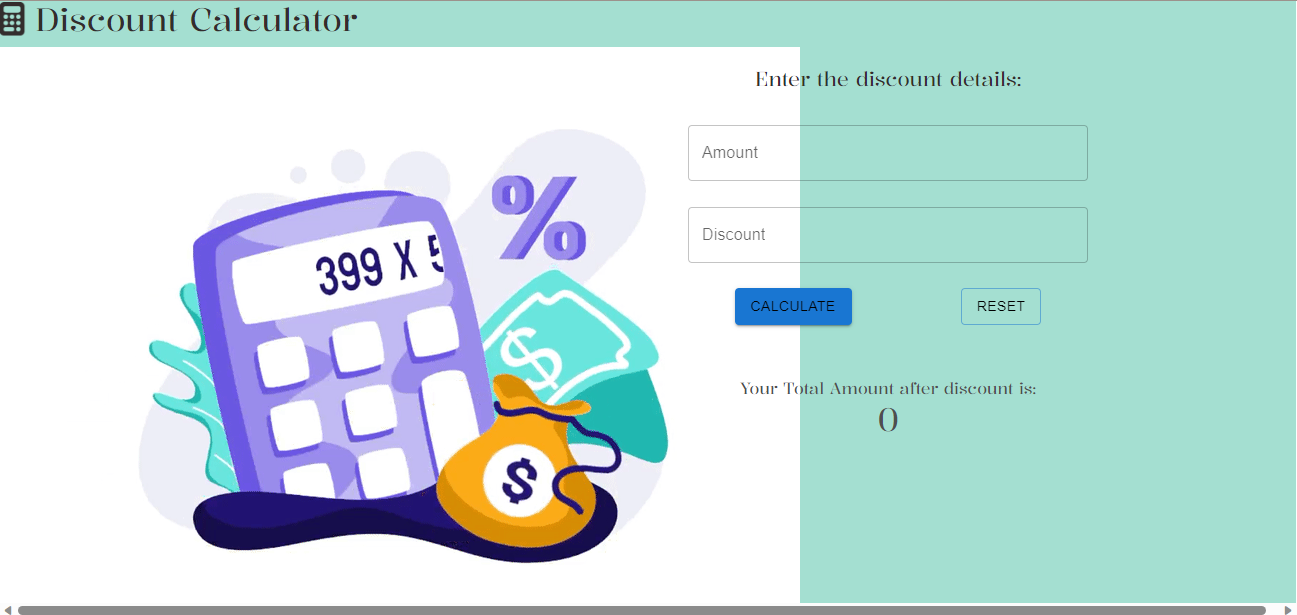 Discount Calculator
Enter the discount details:
%
399 X 5
Amount
Discount
$
CALCULATE
RESET
Your Total Amount after discount is:
0
$